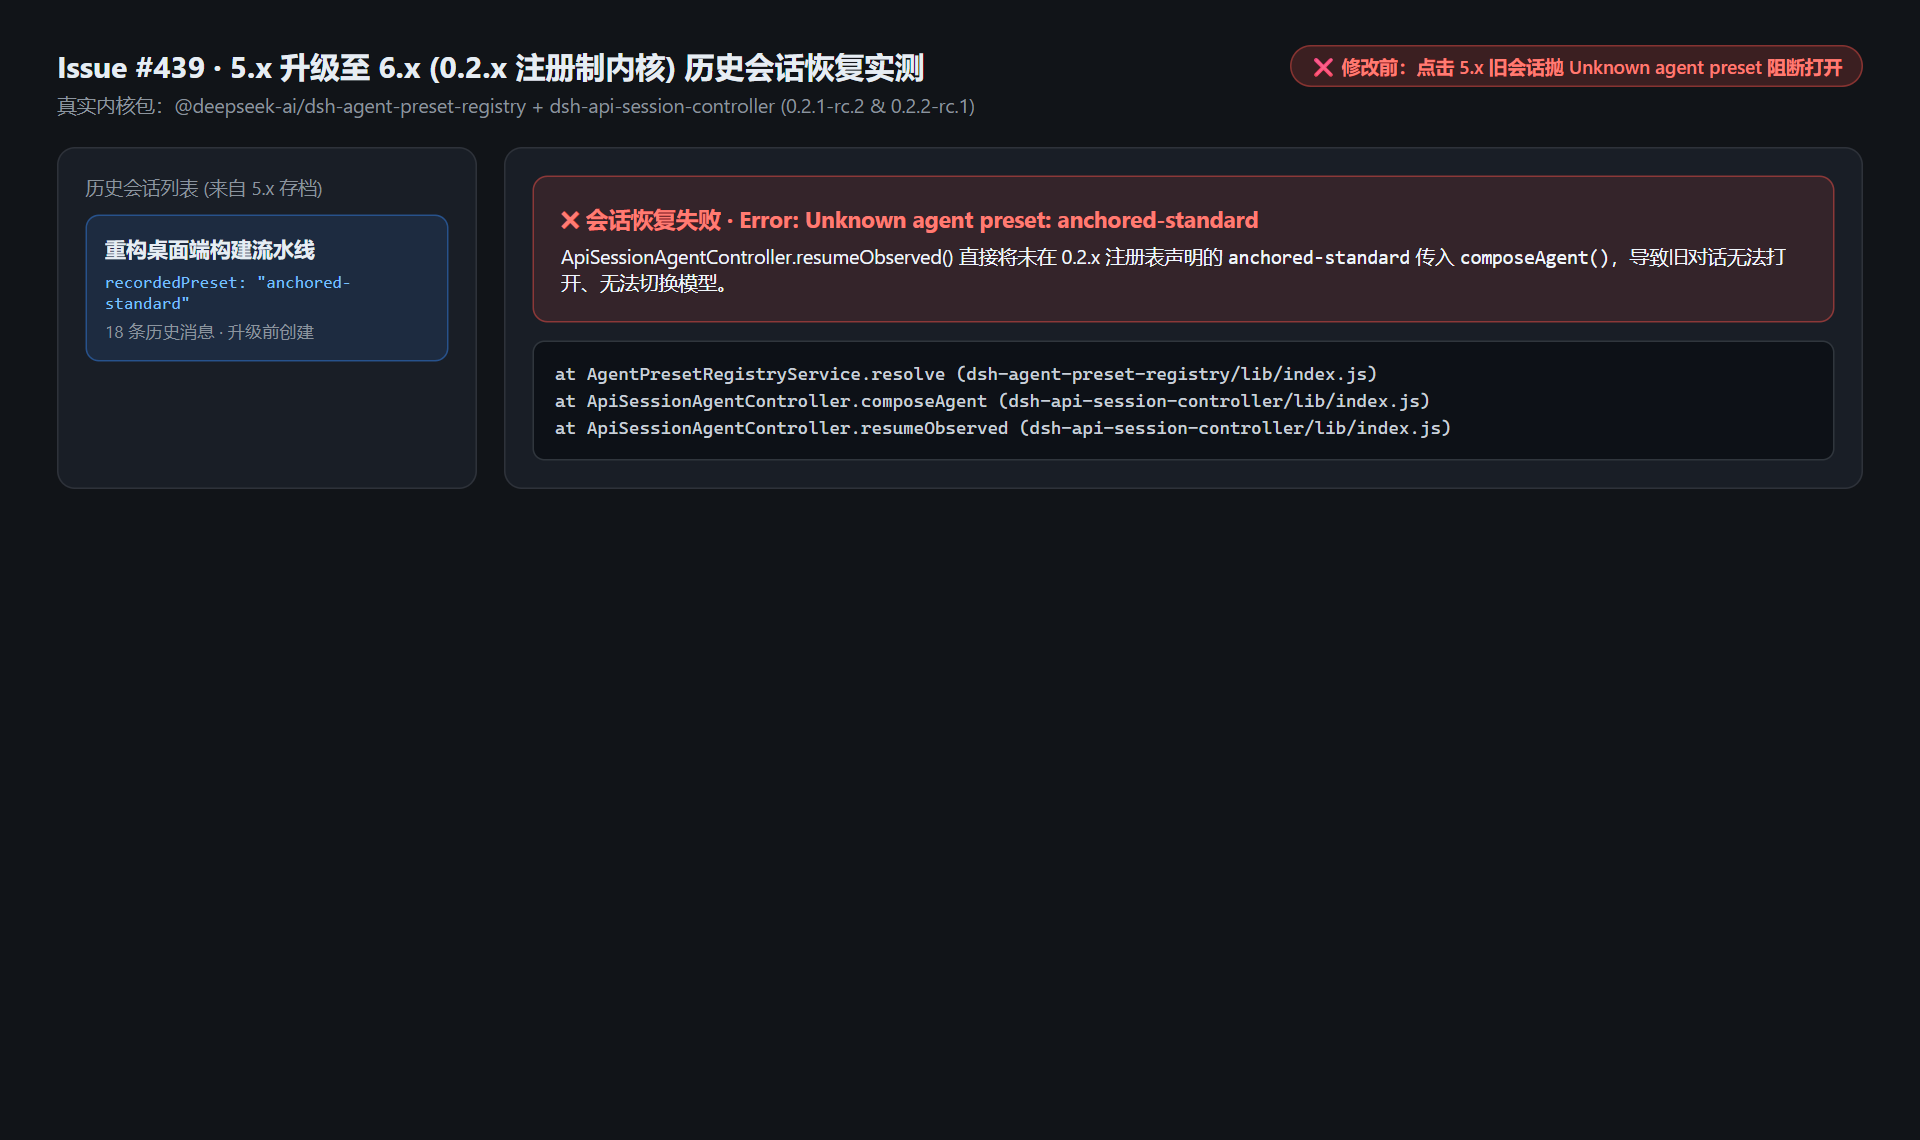 Issue #439 · 5.x 升级至 6.x (0.2.x 注册制内核) 历史会话恢复实测
真实内核包：@deepseek-ai/dsh-agent-preset-registry + dsh-api-session-controller (0.2.1-rc.2 & 0.2.2-rc.1)
❌ 修改前：点击 5.x 旧会话抛 Unknown agent preset 阻断打开
历史会话列表 (来自 5.x 存档)
重构桌面端构建流水线
recordedPreset: "anchored-
standard"
18 条历史消息 · 升级前创建
❌ 会话恢复失败 · Error: Unknown agent preset: anchored-standard
ApiSessionAgentController.resumeObserved() 直接将未在 0.2.x 注册表声明的 anchored-standard 传入 composeAgent()，导致旧对话无法打
开、无法切换模型。
at AgentPresetRegistryService.resolve (dsh-agent-preset-registry/lib/index.js)
at ApiSessionAgentController.composeAgent (dsh-api-session-controller/lib/index.js)
at ApiSessionAgentController.resumeObserved (dsh-api-session-controller/lib/index.js)